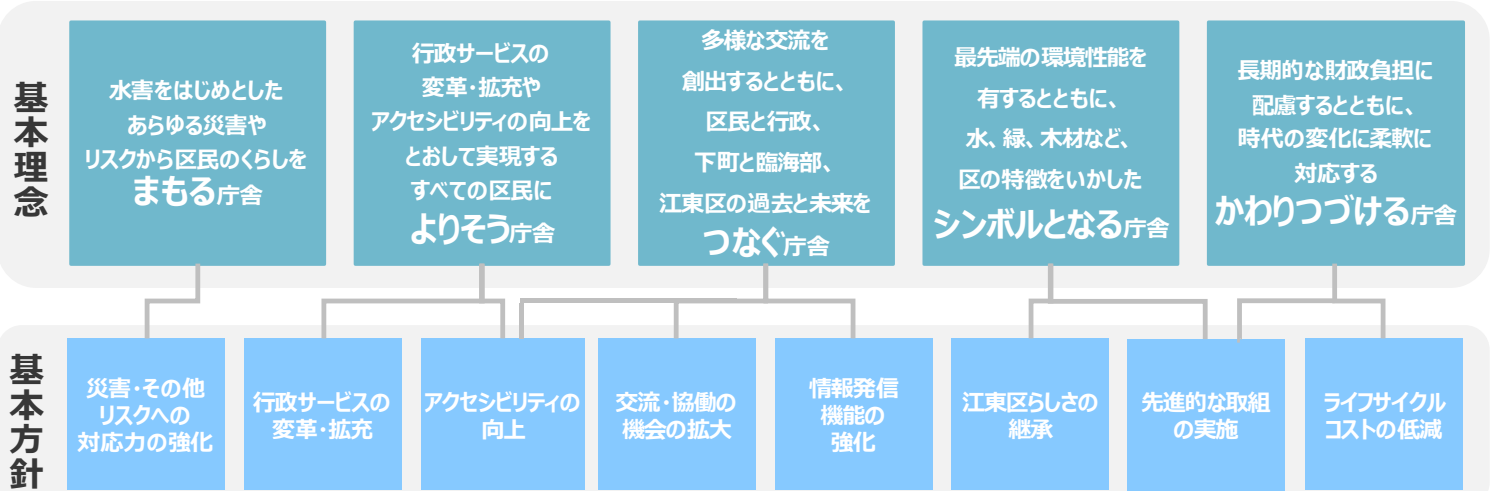 基本理念
水害をはじめとした
あらゆる災害や
リスクから区民のくらしを
まもる庁舎
行政サービスの
変革・拡充や
アクセシビリティの向上を
とおして実現する
すべての区民に
よりそう庁舎
多様な交流を
創出するとともに、
区民と行政、
下町と臨海部、
江東区の過去と未来を
つなぐ庁舎
最先端の環境性能を
有するとともに、
水、緑、木材など、
区の特徴をいかした
シンボルとなる庁舎
長期的な財政負担に
配慮するとともに、
時代の変化に柔軟に
対応する
かわりつづける庁舎
基本方針
災害・その他
リスクへの
対応力の強化
行政サービスの
変革・拡充
アクセシビリティの
向上
交流・協働の
機会の拡大
情報発信
機能の
強化
江東区らしさの
継承
先進的な取組
の実施
ライフサイクル
コストの低減